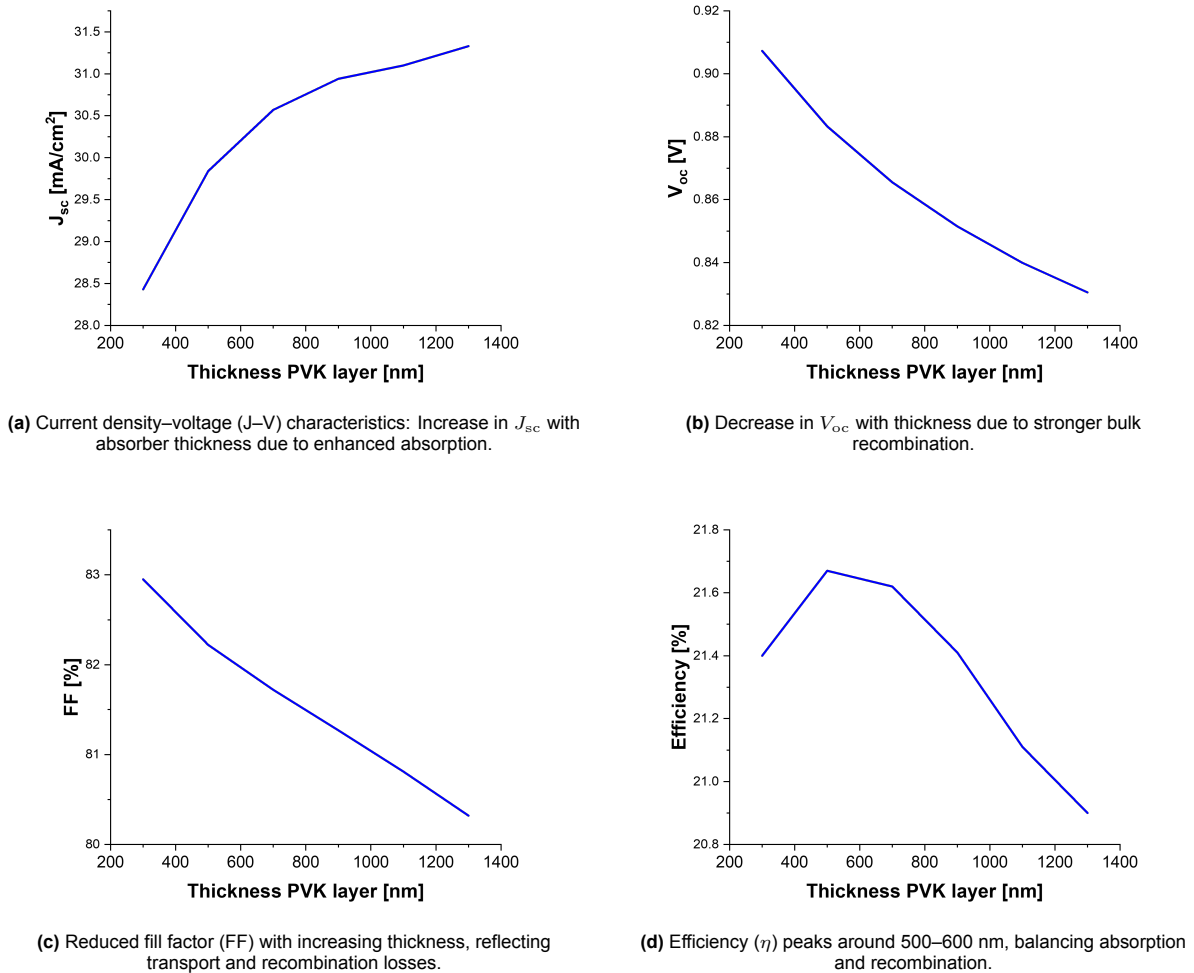 31.5
31.0
30.5
30.0
29.5
29.0
28.5
28.0
J_sc [mA/cm²]
200 400 600 800 1000 1200 1400
Thickness PVK layer [nm]
(a) Current density–voltage (J–V) characteristics: Increase in J_sc with
absorber thickness due to enhanced absorption.
0.92
0.90
0.88
0.86
0.84
0.82
V_oc [V]
200 400 600 800 1000 1200 1400
Thickness PVK layer [nm]
(b) Decrease in V_oc with thickness due to stronger bulk
recombination.
83
82
81
80
FF [%]
200 400 600 800 1000 1200 1400
Thickness PVK layer [nm]
(c) Reduced fill factor (FF) with increasing thickness, reflecting
transport and recombination losses.
21.8
21.6
21.4
21.2
21.0
20.8
Efficiency [%]
200 400 600 800 1000 1200 1400
Thickness PVK layer [nm]
(d) Efficiency (η) peaks around 500–600 nm, balancing absorption
and recombination.